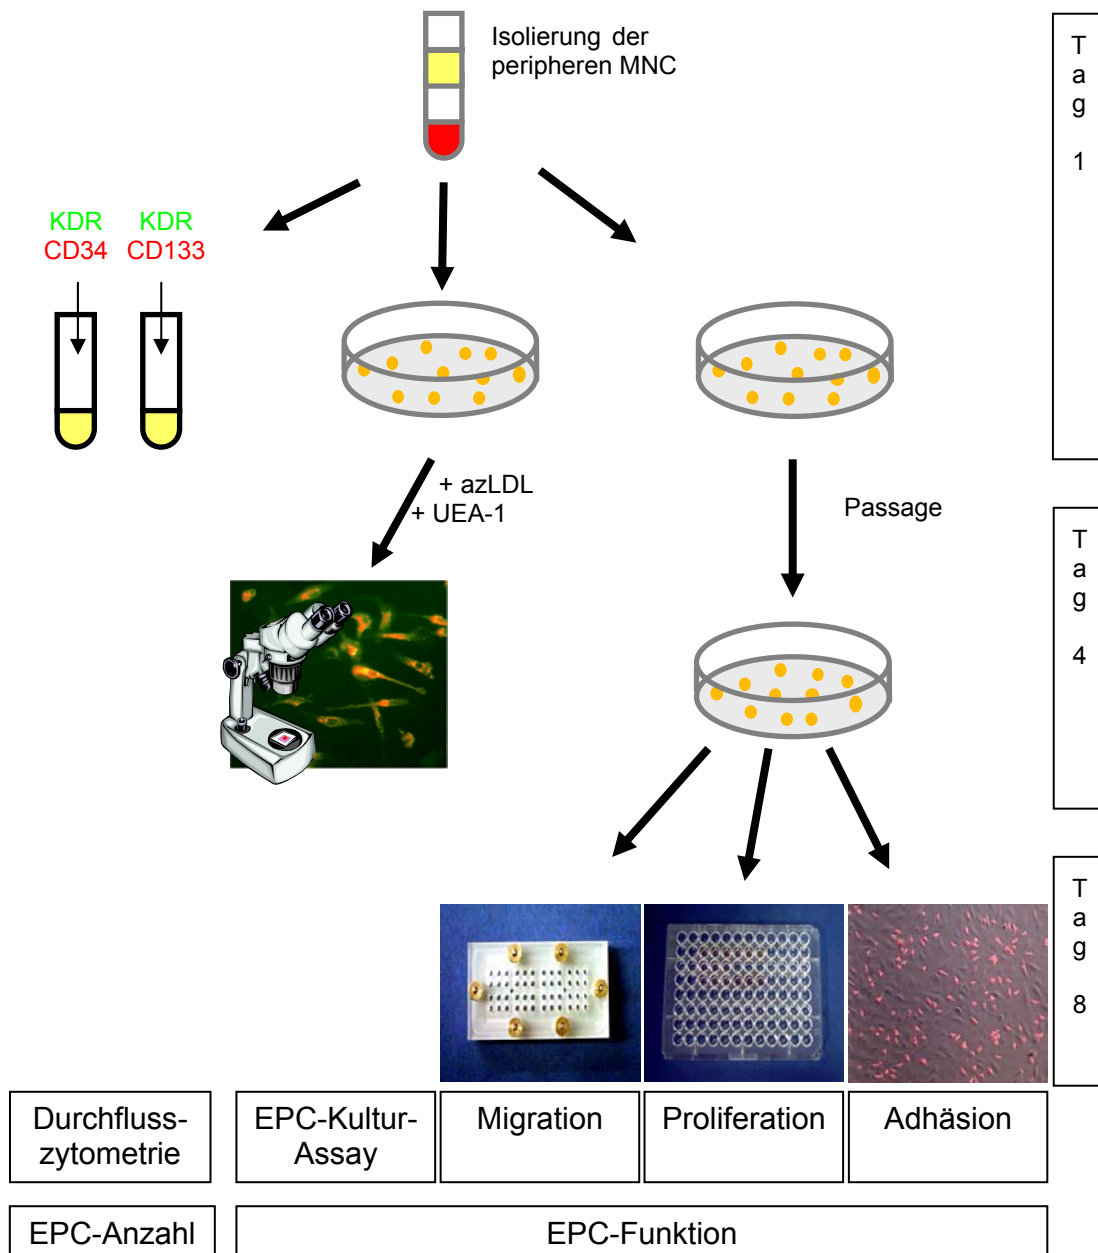 Isolierung der
peripheren MNC
T
a
g
1
KDR KDR
CD34 CD133
+ azLDL
+ UEA-1
Passage
T
a
g
4
T
a
g
8
Durchfluss-
zytometrie
EPC-Kultur-
Assay
Migration
Proliferation
Adhäsion
EPC-Anzahl
EPC-Funktion